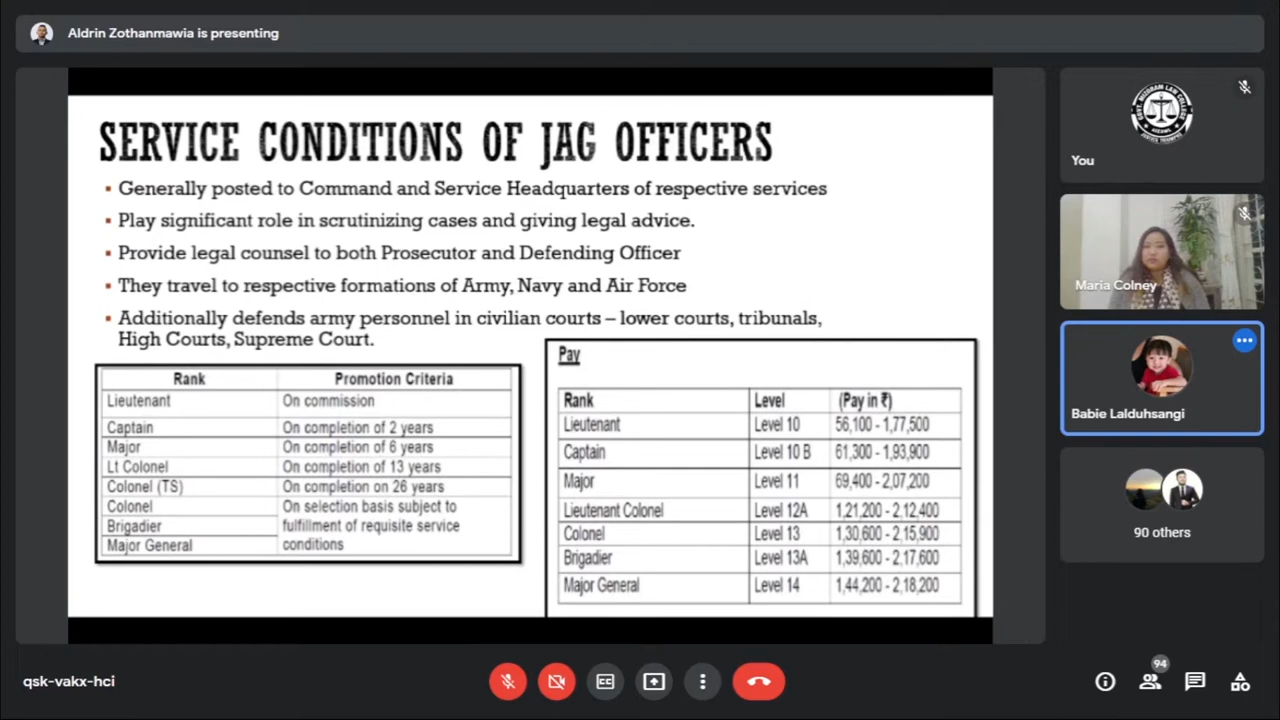 Aldrin Zothanmawia is presenting
SERVICE CONDITIONS OF JAG OFFICERS
▪ Generally posted to Command and Service Headquarters of respective services
▪ Play significant role in scrutinizing cases and giving legal advice.
▪ Provide legal counsel to both Prosecutor and Defending Officer
▪ They travel to respective formations of Army, Navy and Air Force
▪ Additionally defends army personnel in civilian courts – lower courts, tribunals,
High Courts, Supreme Court.
Rank Promotion Criteria
Lieutenant On commission
Captain On completion of 2 years
Major On completion of 6 years
Lt Colonel On completion of 13 years
Colonel (TS) On completion on 26 years
Colonel On selection basis subject to
Brigadier fulfillment of requisite service
Major General conditions
Pay
Rank Level (Pay in ₹)
Lieutenant Level 10 56,100 - 1,77,500
Captain Level 10 B 61,300 - 1,93,900
Major Level 11 69,400 - 2,07,200
Lieutenant Colonel Level 12A 1,21,200 - 2,12,400
Colonel Level 13 1,30,600 - 2,15,900
Brigadier Level 13A 1,39,600 - 2,17,600
Major General Level 14 1,44,200 - 2,18,200
You
Maria Colney
Babie Lalduhsangi
90 others
qsk-vakx-hci
CC
94